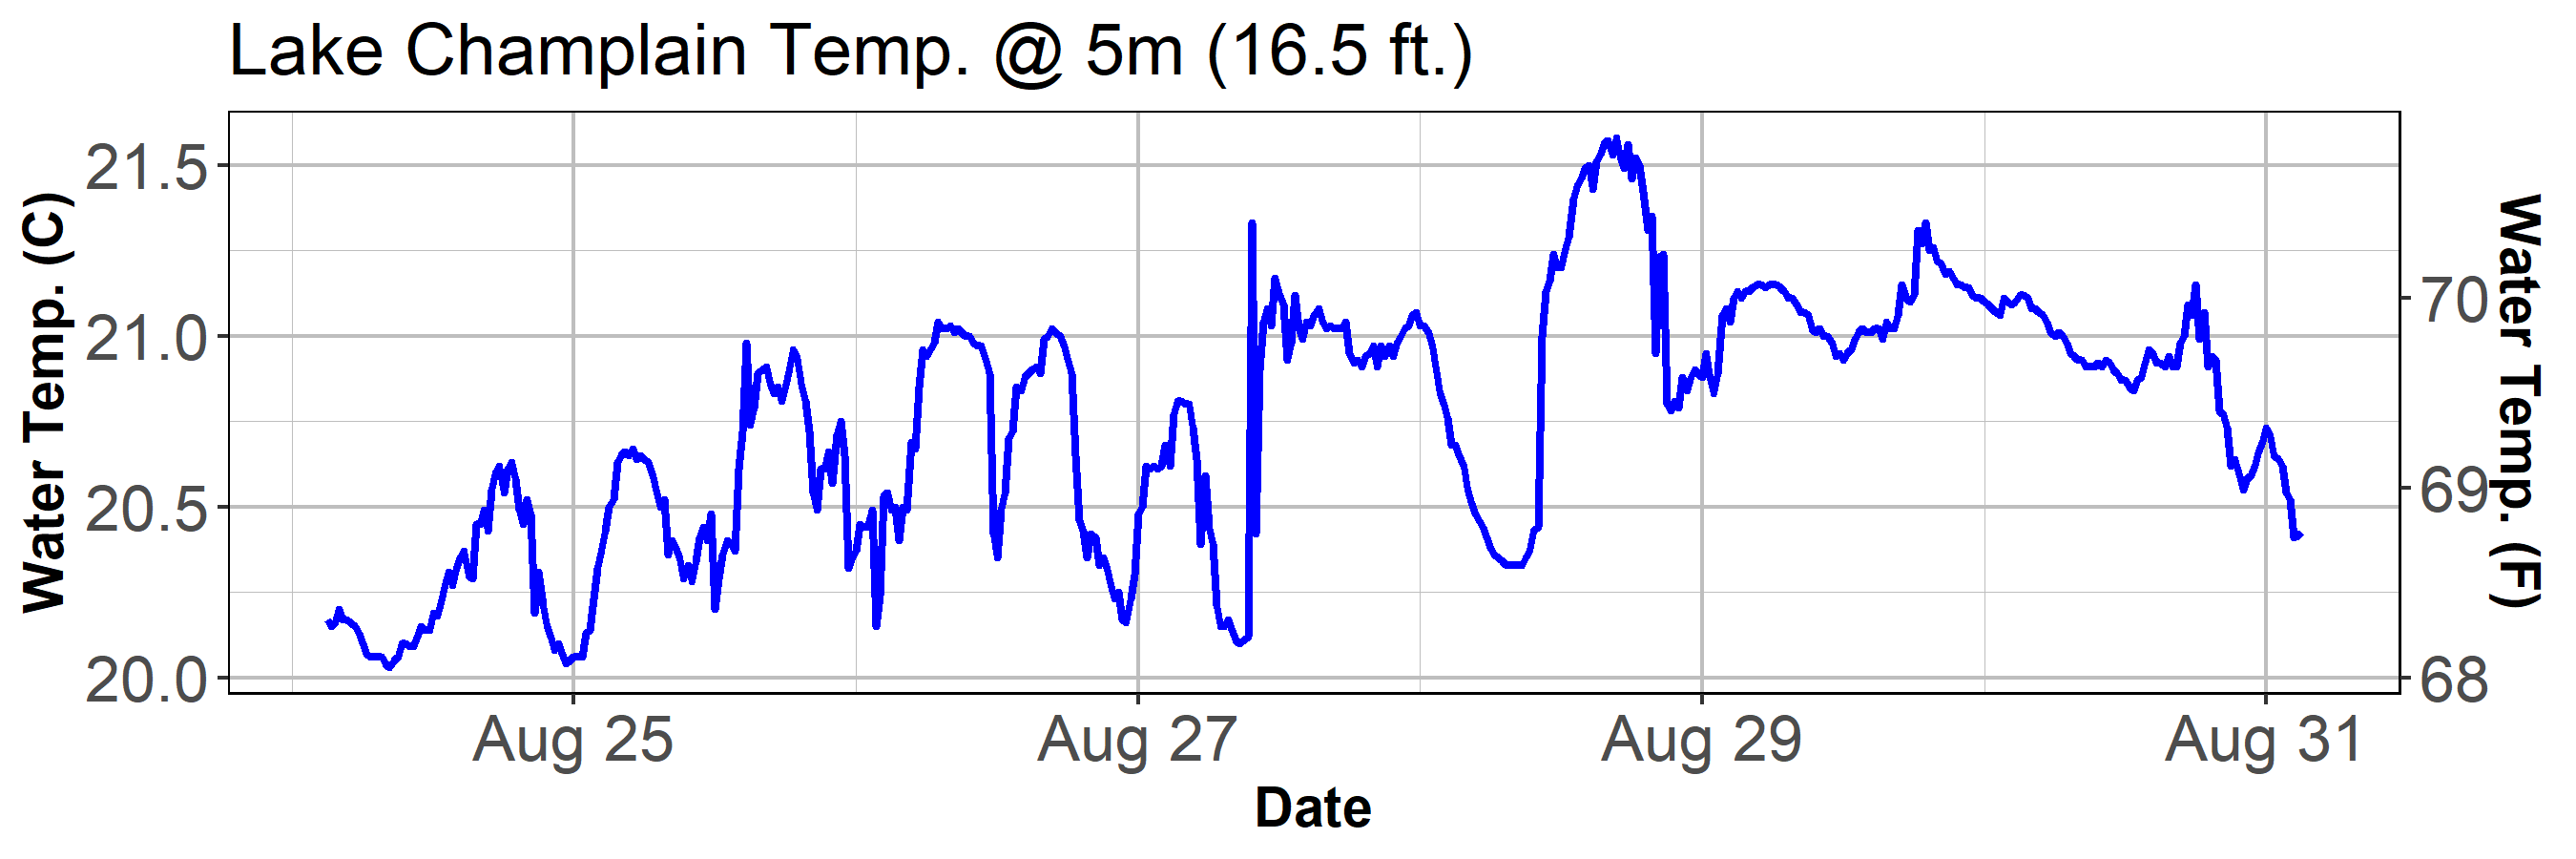 Lake Champlain Temp. @ 5m (16.5 ft.)
Water Temp. (C)
21.5
21.0
20.5
20.0
Water Temp. (F)
70
69
68
Aug 25 Aug 27 Aug 29 Aug 31
Date